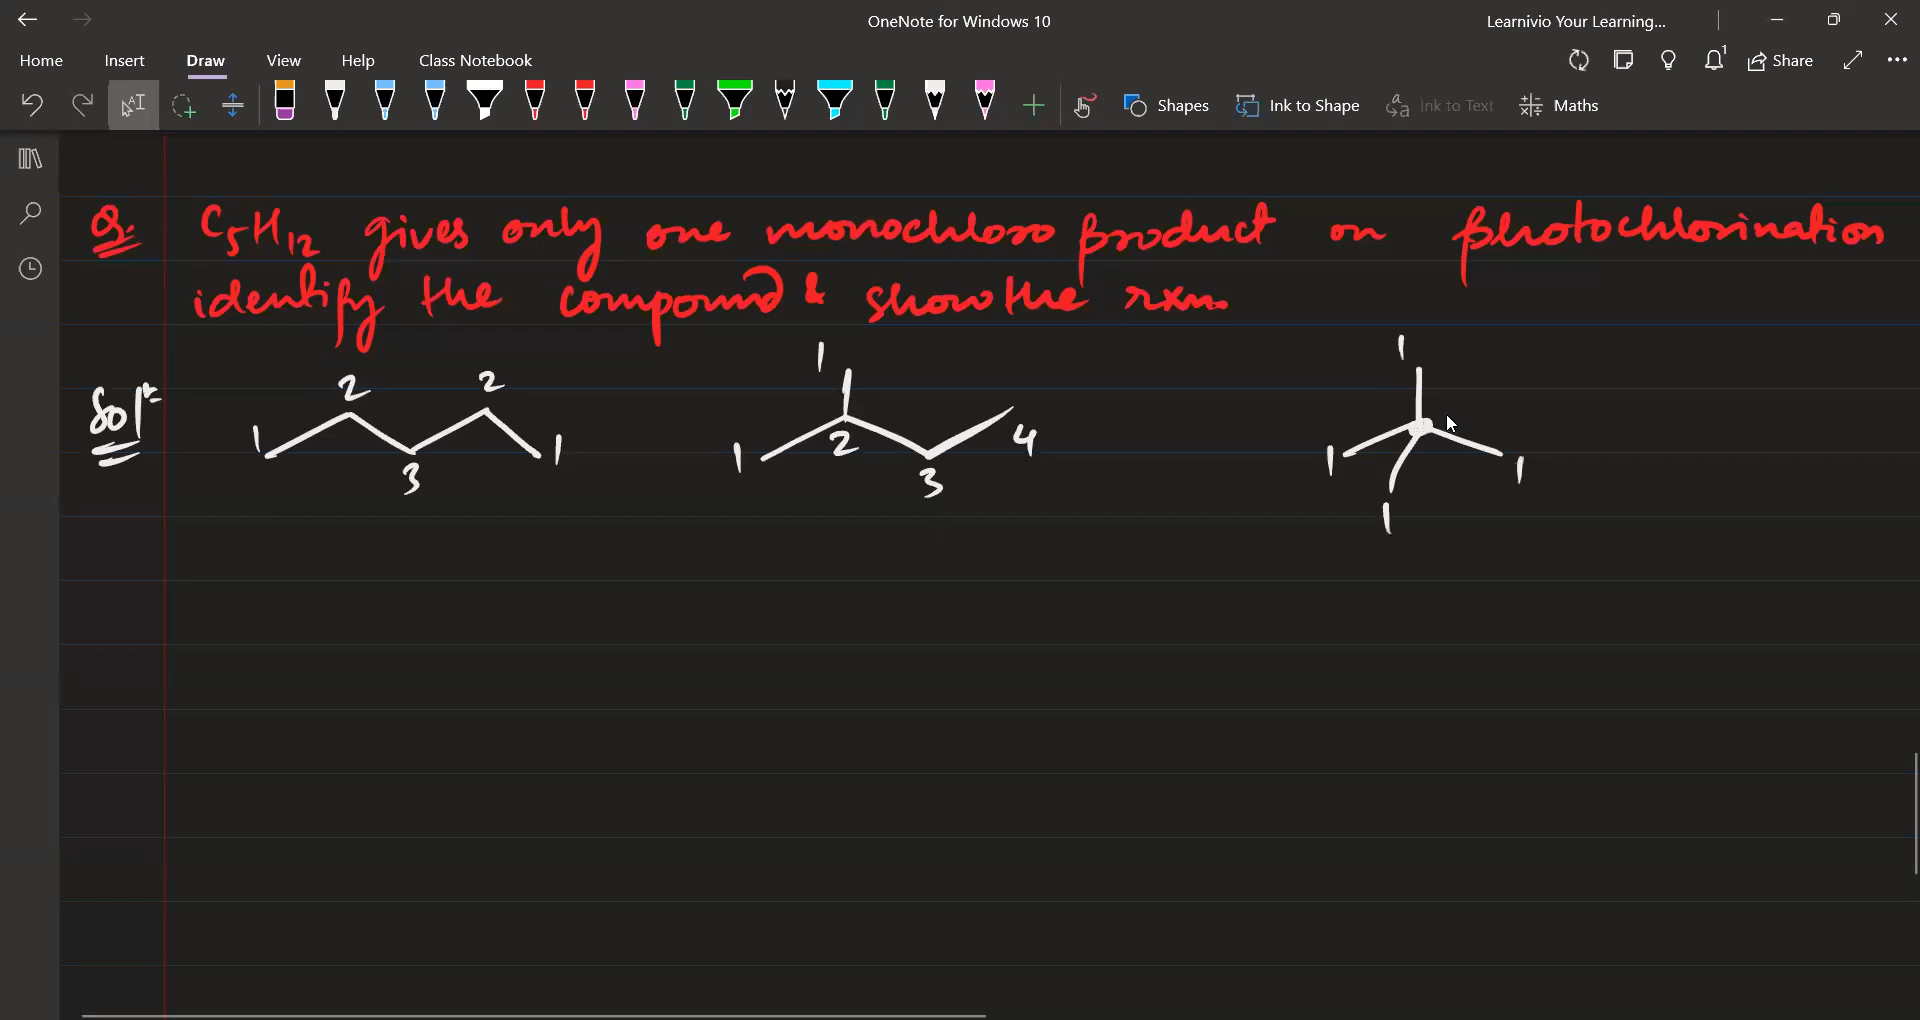 OneNote for Windows 10
Learnivio Your Learning...
Home Insert Draw View Help Class Notebook
1
Share
Shapes Ink to Shape Ink to Text Maths
Q. C5H12 gives only one monochloro product on photochlorination
identify the compound & show the rxn
Solⁿ
1 2 3 2 1
1 1 2 3 4
1 1 1 1